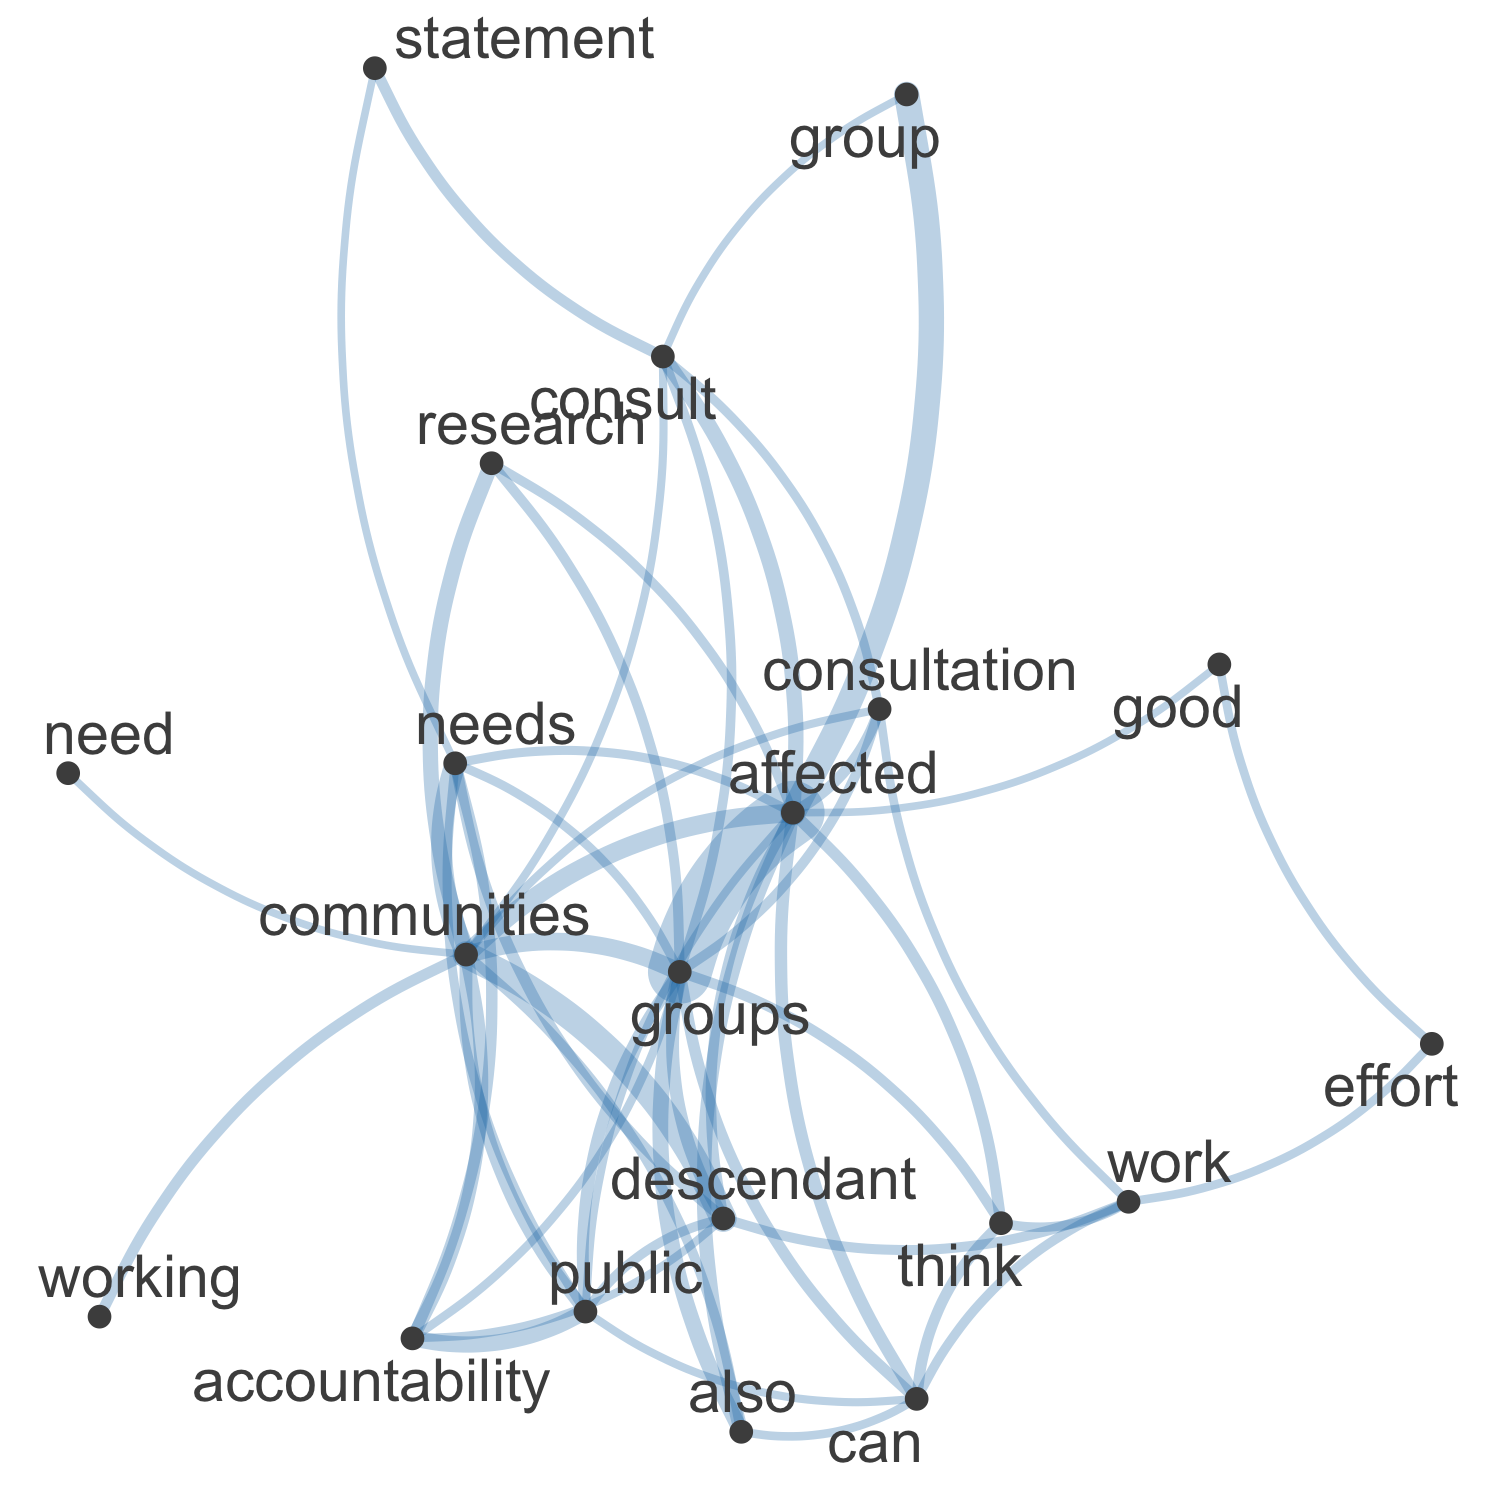 statement
group
consult
research
consultation
good
needs
need
affected
communities
groups
effort
work
descendant
think
public
working
accountability
also
can